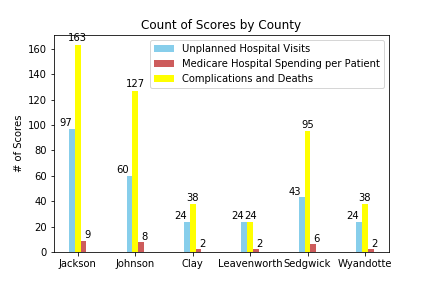 Count of Scores by County
Unplanned Hospital Visits
Medicare Hospital Spending per Patient
Complications and Deaths
# of Scores
160
140
120
100
80
60
40
20
0
97
163
9
60
127
8
24
38
2
24
24
2
43
95
6
24
38
2
Jackson
Johnson
Clay
Leavenworth
Sedgwick
Wyandotte